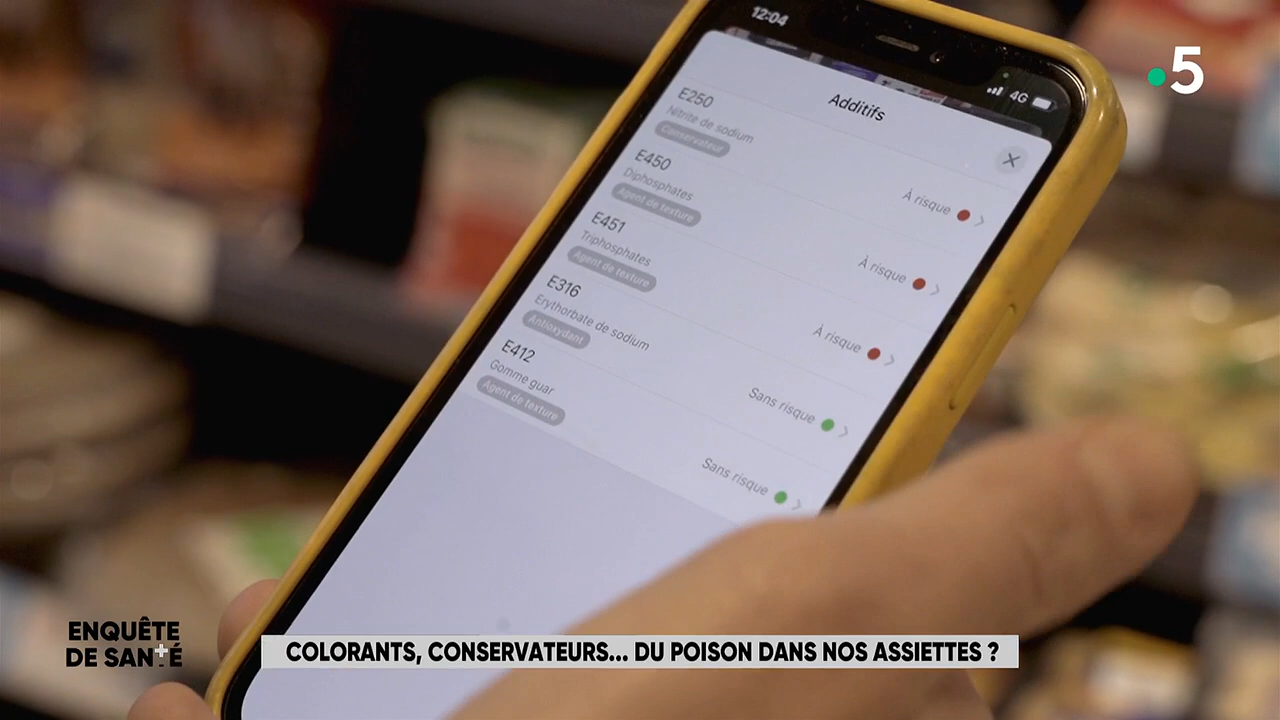 12:04
4G
5
Additifs
E250
Nitrite de sodium
Conservateur
À risque
E450
Diphosphates
Agent de texture
À risque
E451
Triphosphates
Agent de texture
À risque
E316
Erythorbate de sodium
Antioxydant
Sans risque
E412
Gomme guar
Agent de texture
Sans risque
ENQUÊTE
DE SANTÉ
COLORANTS, CONSERVATEURS... DU POISON DANS NOS ASSIETTES ?